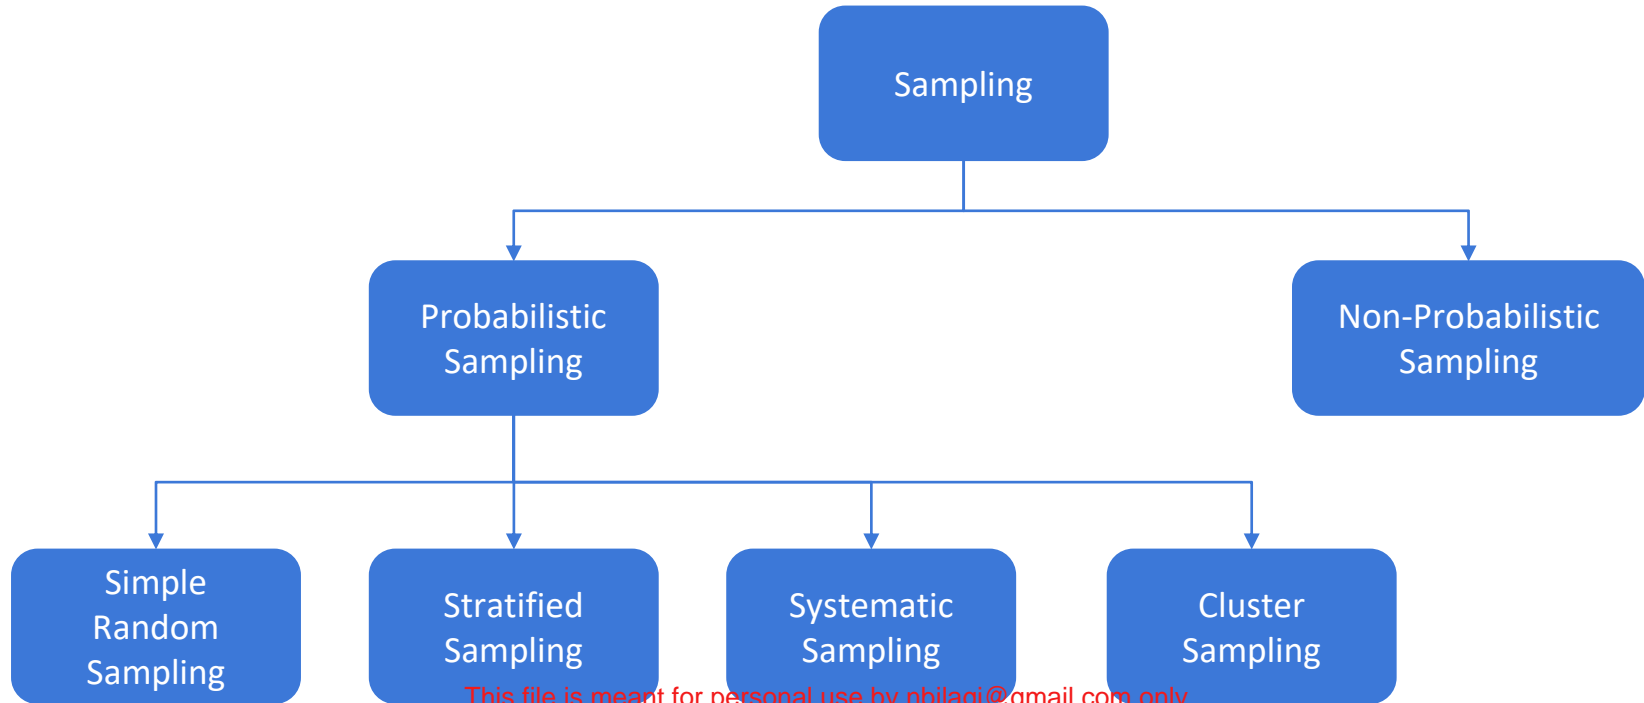 Sampling
Probabilistic
Sampling
Non-Probabilistic
Sampling
Simple
Random
Sampling
Stratified
Sampling
Systematic
Sampling
Cluster
Sampling
This file is meant for personal use by nbilagi@gmail.com only.